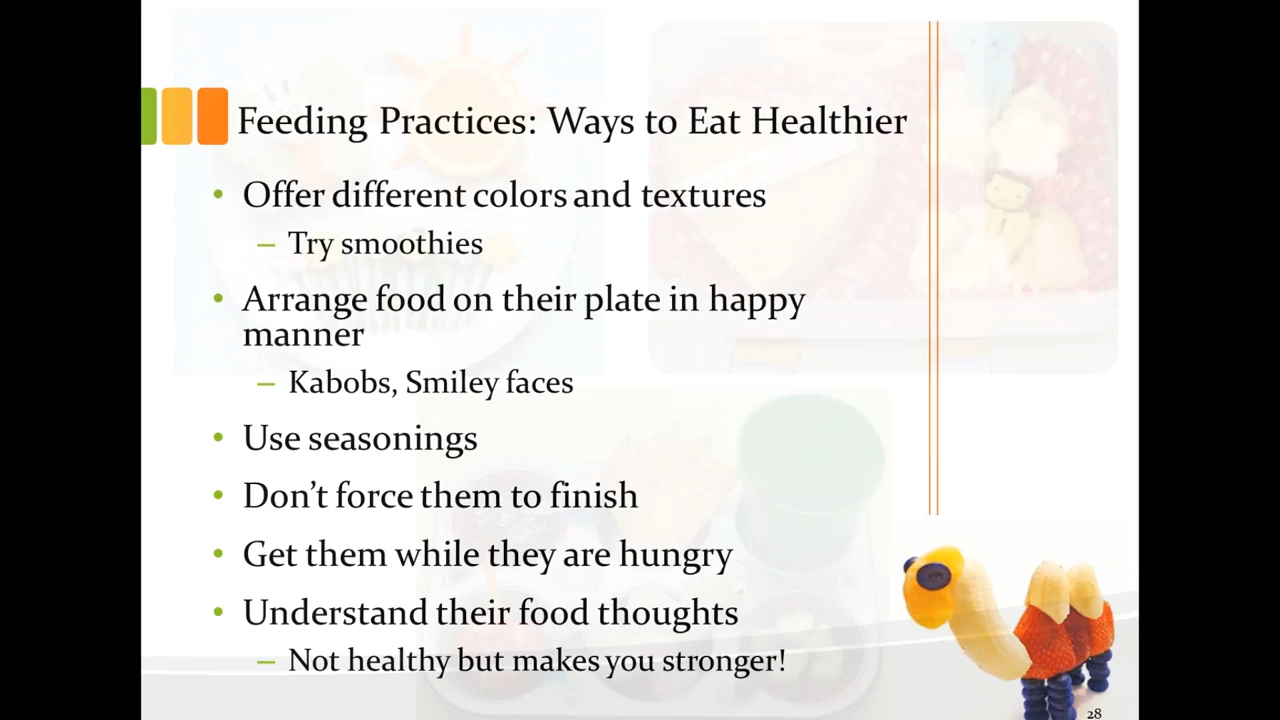 Feeding Practices: Ways to Eat Healthier
• Offer different colors and textures
– Try smoothies
• Arrange food on their plate in happy
manner
– Kabobs, Smiley faces
• Use seasonings
• Don’t force them to finish
• Get them while they are hungry
• Understand their food thoughts
– Not healthy but makes you stronger!
28